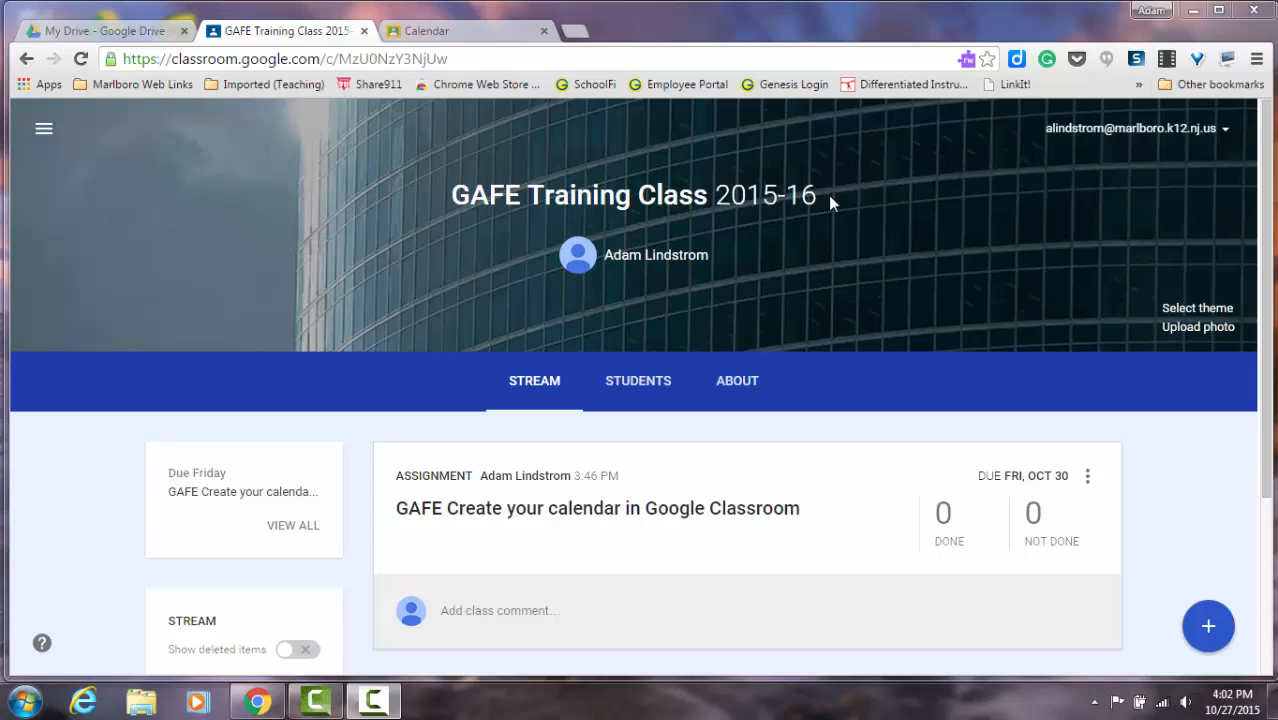 Adam
My Drive - Google Drive
GAFE Training Class 2015-
Calendar
https://classroom.google.com/c/MzU0NzY3NjUw
Apps
Marlboro Web Links
Imported (Teaching)
Share911
Chrome Web Store ...
SchoolFi
Employee Portal
Genesis Login
Differentiated Instru...
LinkIt!
»
Other bookmarks
alindstrom@marlboro.k12.nj.us
GAFE Training Class 2015-16
Adam Lindstrom
Select theme
Upload photo
STREAM
STUDENTS
ABOUT
Due Friday
GAFE Create your calenda...
VIEW ALL
ASSIGNMENT Adam Lindstrom 3:46 PM
DUE FRI, OCT 30
GAFE Create your calendar in Google Classroom
0
DONE
0
NOT DONE
Add class comment...
STREAM
Show deleted items
4:02 PM
10/27/2015